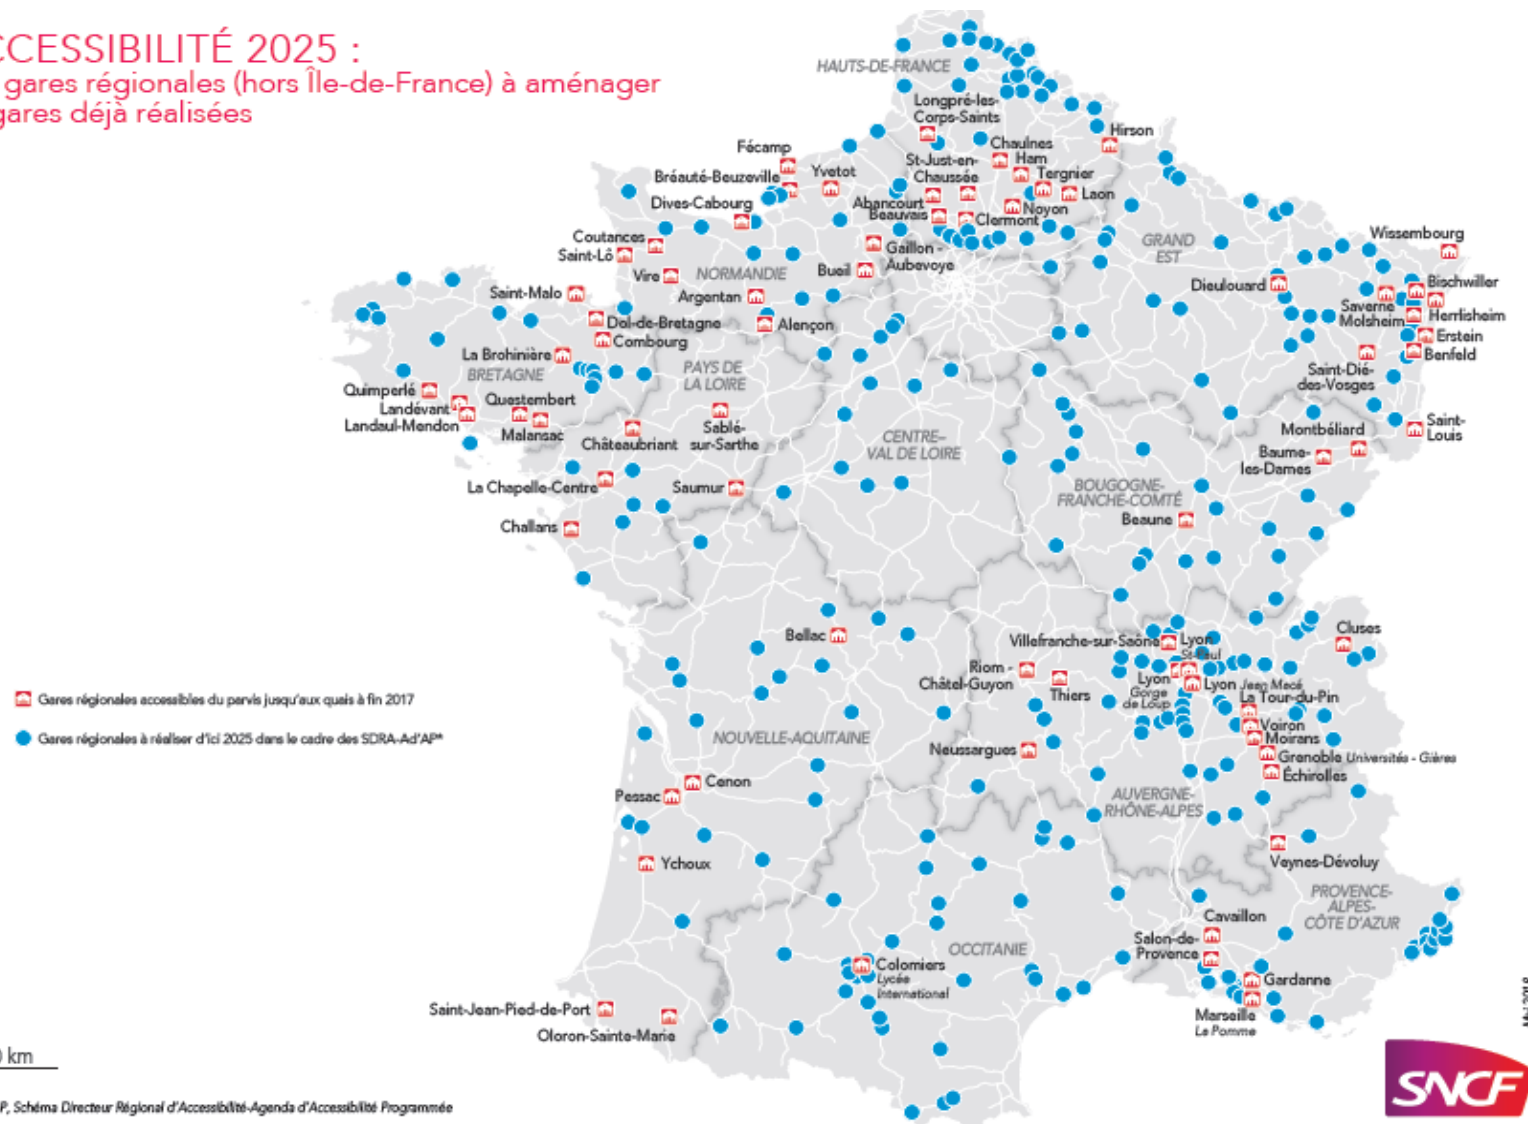 CCESSIBILITÉ 2025 :
gares régionales (hors Île-de-France) à aménager
gares déjà réalisées
HAUTS-DE-FRANCE
Longpré-les-
Corps-Saints
Hirson
Fécamp
Chaulnes
St-Just-en-
Chaussée
Ham
Bréauté-Beuzeville
Yvetot
Tergnier
Dives-Cabourg
Abancourt
Laon
Beauvais
Noyon
Clermont
Coutances
Saint-Lô
Gaillon -
Aubevoye
GRAND
EST
Wissembourg
Vire
NORMANDIE
Bueil
Dieulouard
Bischwiller
Saint-Malo
Argentan
Saverne
Molsheim
Herrlisheim
Dol-de-Bretagne
Alençon
Erstein
Combourg
Benfeld
La Brohinière
BRETAGNE
PAYS DE
LA LOIRE
Saint-Dié-
des-Vosges
Quimperlé
Landévant
Landaul-Mendon
Questembert
Malansac
Châteaubriant
Sablé-
sur-Sarthe
CENTRE-
VAL DE LOIRE
Montbéliard
Saint-
Louis
Baume-
les-Dames
La Chapelle-Centre
Saumur
BOUGOGNE-
FRANCHE-COMTÉ
Beaune
Challans
Bellac
Villefranche-sur-Saône
Lyon
St-Paul
Cluses
Riom -
Châtel-Guyon
Thiers
Lyon
Gorge
de Loup
Lyon Jean Macé
La Tour-du-Pin
Gares régionales accessibles du parvis jusqu'aux quais à fin 2017
Voiron
Gares régionales à réaliser d'ici 2025 dans le cadre des SDRA-Ad'AP*
NOUVELLE-AQUITAINE
Moirans
Neussargues
Grenoble Universités - Gières
Échirolles
Cenon
Pessac
AUVERGNE-
RHÔNE-ALPES
Ychoux
Veynes-Dévoluy
PROVENCE-
ALPES-
CÔTE D'AZUR
Cavaillon
Salon-de-
Provence
OCCITANIE
Colomiers
Lycée
International
Gardanne
Saint-Jean-Pied-de-Port
Oloron-Sainte-Marie
Marseille
La Pomme
km
P, Schéma Directeur Régional d'Accessibilité-Agenda d'Accessibilité Programmée
SNCF